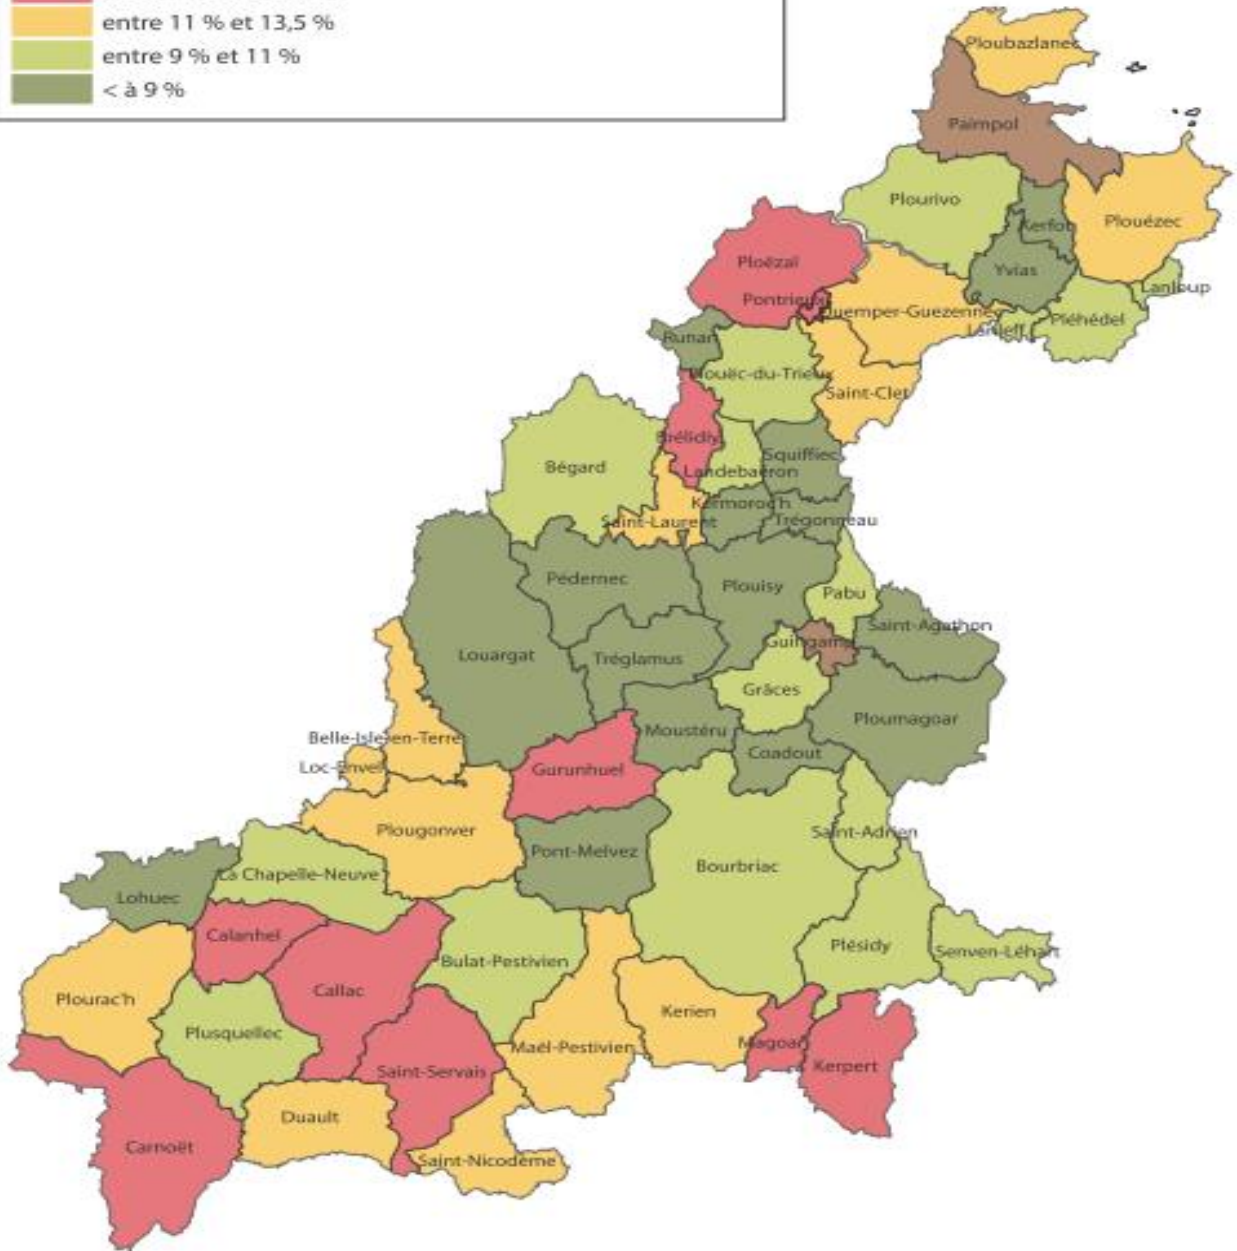 entre 11 % et 13,5 %
entre 9 % et 11 %
< à 9 %
Ploubazlanec
Paimpol
Plourivo
Kerfot
Plouézec
Ploëzal
Yvias
Lanloup
Pontrieux
Quemper-Guezennec
Pléhédel
Lanleff
Runan
Plouëc-du-Trieux
Saint-Clet
Brélidy
Squiffiec
Bégard
Landebaëron
Kermoroc'h
Saint-Laurent
Trégonneau
Pédernec
Plouisy
Pabu
Saint-Agathon
Guingamp
Louargat
Tréglamus
Grâces
Ploumagoar
Moustéru
Belle-Isle-en-Terre
Coadout
Loc-Envel
Gurunhuel
Plougonver
Saint-Adrien
Pont-Melvez
Bourbriac
La Chapelle-Neuve
Lohuec
Calanhel
Plésidy
Senven-Léhart
Bulat-Pestivien
Callac
Plourac'h
Kerien
Plusquellec
Magoar
Maël-Pestivien
Kerpert
Saint-Servais
Duault
Carnoët
Saint-Nicodème